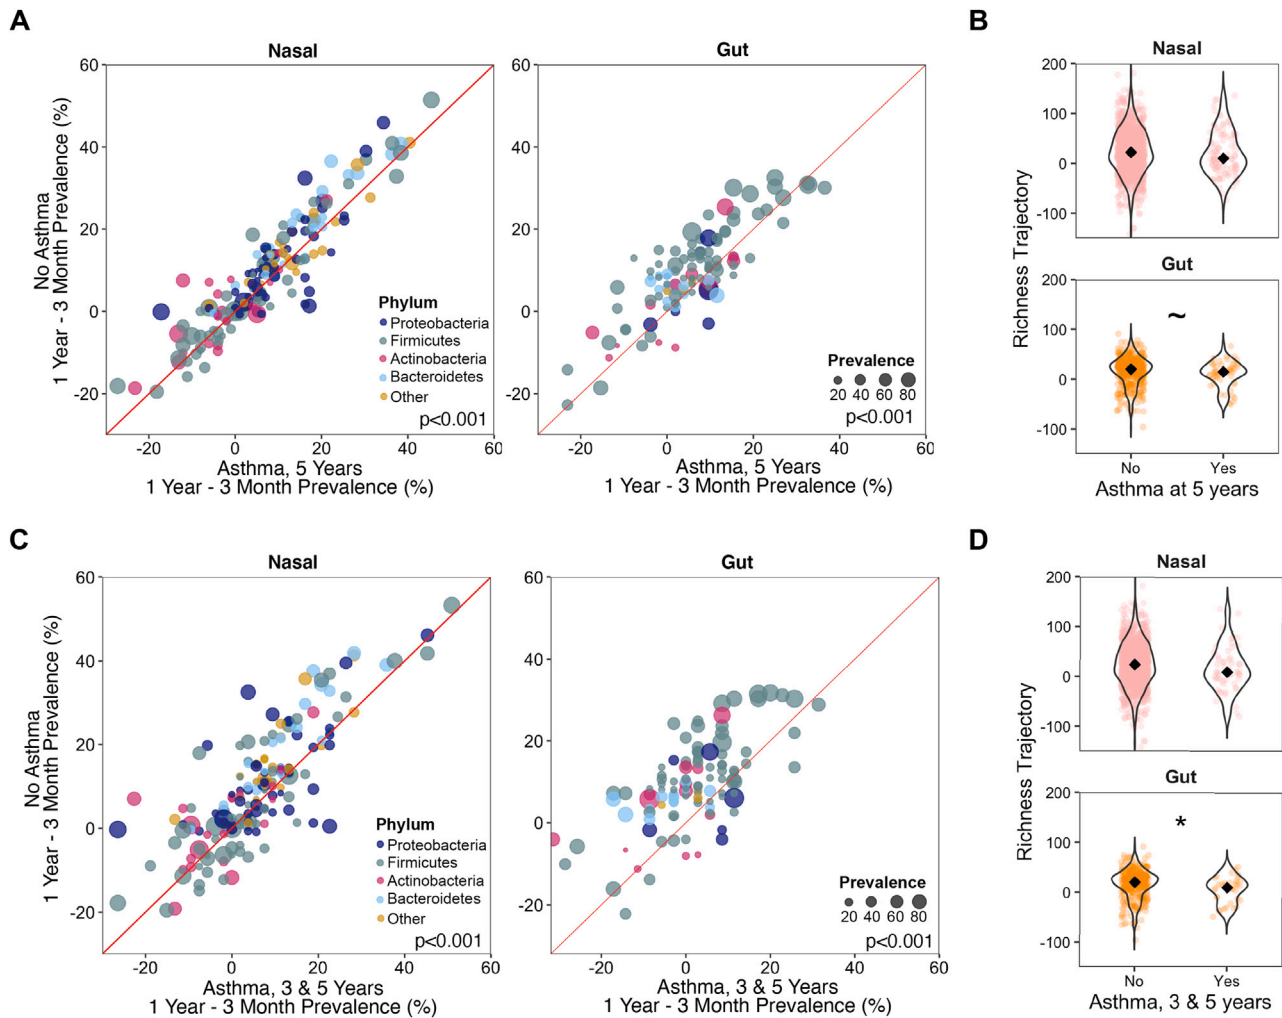 A
Nasal
Gut
No Asthma
1 Year - 3 Month Prevalence (%)
60
40
20
0
-20
Phylum
Proteobacteria
Firmicutes
Actinobacteria
Bacteroidetes
Other
p<0.001
-20
0
20
40
60
Asthma, 5 Years
1 Year - 3 Month Prevalence (%)
60
40
20
0
-20
Prevalence
20 40 60 80
p<0.001
-20
0
20
40
60
Asthma, 5 Years
1 Year - 3 Month Prevalence (%)
B
Nasal
Richness Trajectory
200
100
0
-100
Gut
200
100
0
-100
~
No
Yes
Asthma at 5 years
C
Nasal
Gut
No Asthma
1 Year - 3 Month Prevalence (%)
60
40
20
0
-20
Phylum
Proteobacteria
Firmicutes
Actinobacteria
Bacteroidetes
Other
p<0.001
-20
0
20
40
60
Asthma, 3 & 5 Years
1 Year - 3 Month Prevalence (%)
60
40
20
0
-20
Prevalence
20 40 60 80
p<0.001
-20
0
20
40
60
Asthma, 3 & 5 Years
1 Year - 3 Month Prevalence (%)
D
Nasal
Richness Trajectory
200
100
0
-100
Gut
200
100
0
-100
*
No
Yes
Asthma, 3 & 5 years